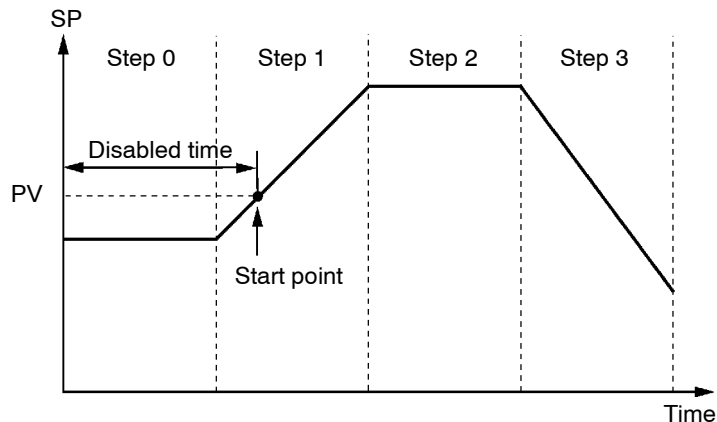 SP
Step 0
Step 1
Step 2
Step 3
Disabled time
PV
Start point
Time